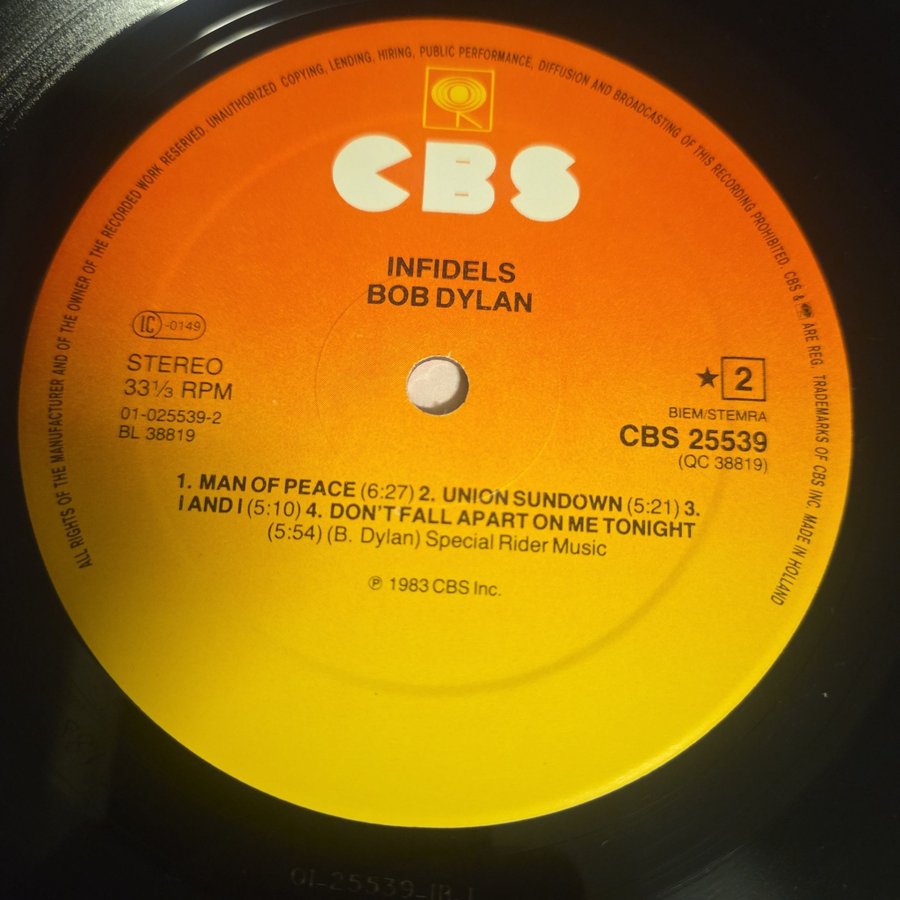 ALL RIGHTS OF THE MANUFACTURER AND OF THE OWNER OF THE RECORDED WORK RESERVED. UNAUTHORIZED COPYING, LENDING, HIRING, PUBLIC PERFORMANCE, DIFFUSION AND BROADCASTING OF THIS RECORDING PROHIBITED. CBS & ARE REG. TRADEMARKS OF CBS INC. MADE IN HOLLAND
CBS
INFIDELS
BOB DYLAN
LC -0149
STEREO
33⅓ RPM
01-025539-2
BL 38819
★ 2
BIEM/STEMRA
CBS 25539
(QC 38819)
1. MAN OF PEACE (6:27) 2. UNION SUNDOWN (5:21) 3.
I AND I (5:10) 4. DON'T FALL APART ON ME TONIGHT
(5:54) (B. Dylan) Special Rider Music
℗ 1983 CBS Inc.